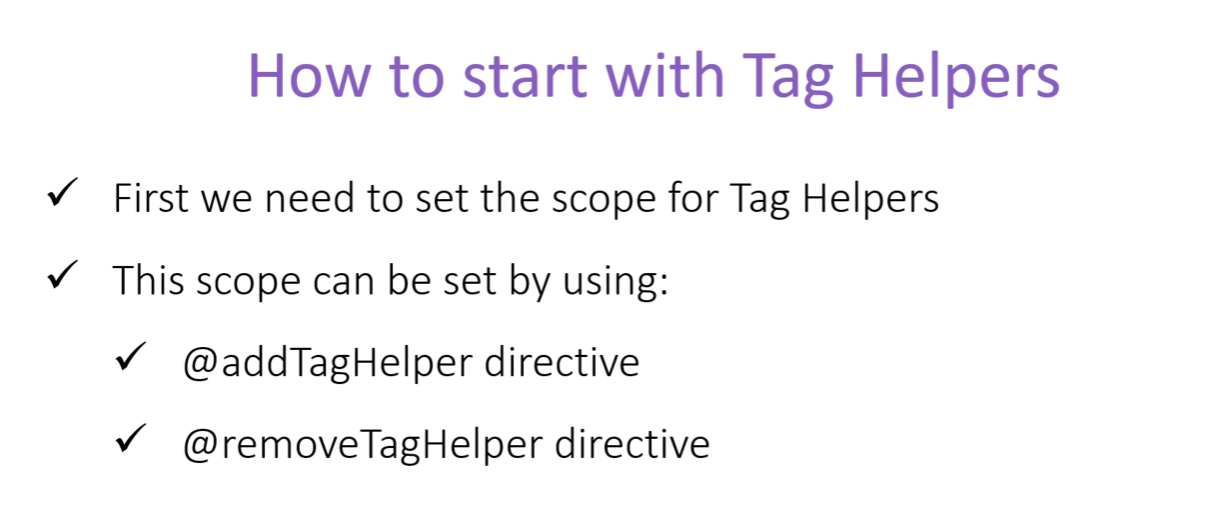 How to start with Tag Helpers
✓ First we need to set the scope for Tag Helpers
✓ This scope can be set by using:
✓ @addTagHelper directive
✓ @removeTagHelper directive